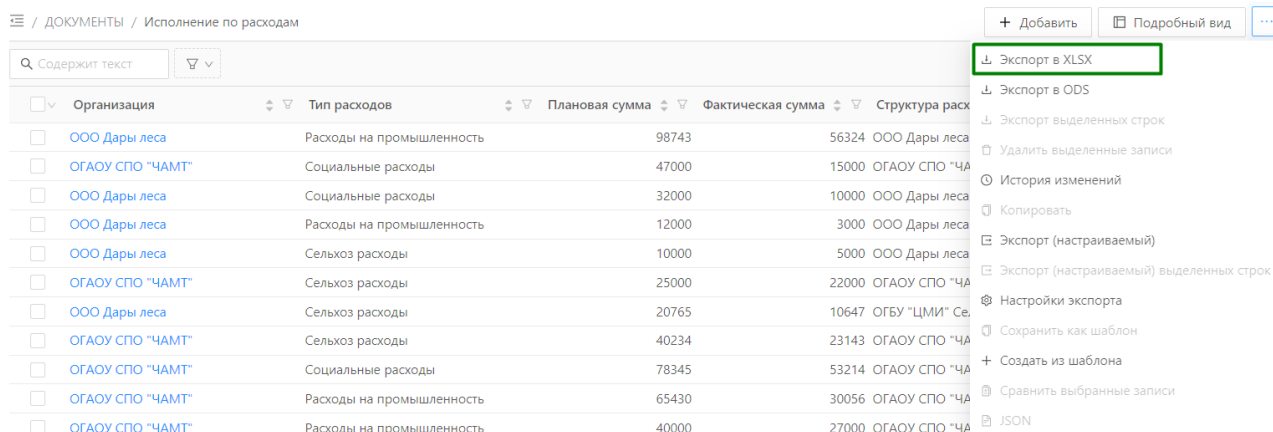 / ДОКУМЕНТЫ / Исполнение по расходам
+ Добавить
Подробный вид
...
Содержит текст
Организация Тип расходов Плановая сумма Фактическая сумма Структура расх
ООО Дары леса Расходы на промышленность 98743 56324 ООО Дары леса
ОГАОУ СПО "ЧАМТ" Социальные расходы 47000 15000 ОГАОУ СПО "ЧА
ООО Дары леса Социальные расходы 32000 10000 ООО Дары леса
ООО Дары леса Расходы на промышленность 12000 3000 ООО Дары леса
ООО Дары леса Сельхоз расходы 10000 5000 ООО Дары леса
ОГАОУ СПО "ЧАМТ" Сельхоз расходы 25000 22000 ОГАОУ СПО "ЧА
ООО Дары леса Сельхоз расходы 20765 10647 ОГБУ "ЦМИ" Се
ОГАОУ СПО "ЧАМТ" Сельхоз расходы 40234 23143 ОГАОУ СПО "ЧА
ОГАОУ СПО "ЧАМТ" Социальные расходы 78345 53214 ОГАОУ СПО "ЧА
ОГАОУ СПО "ЧАМТ" Расходы на промышленность 65430 30056 ОГАОУ СПО "ЧА
ОГАОУ СПО "ЧАМТ" Расходы на промышленность 40000 27000 ОГАОУ СПО "ЧА
Экспорт в XLSX
Экспорт в ODS
Экспорт выделенных строк
Удалить выделенные записи
История изменений
Копировать
Экспорт (настраиваемый)
Экспорт (настраиваемый) выделенных строк
Настройки экспорта
Сохранить как шаблон
+ Создать из шаблона
Сравнить выбранные записи
JSON